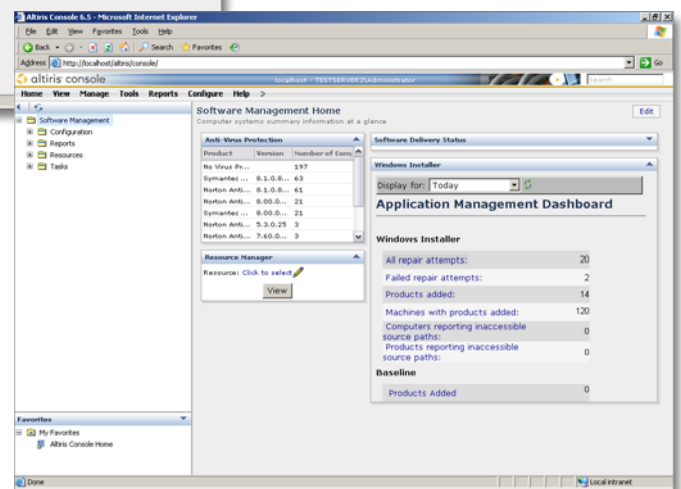 Altiris Console 6.5 - Microsoft Internet Explorer
File Edit View Favorites Tools Help
Back Search Favorites
Address http://localhost/altiris/console/ Go
altiris console localhost - TESTSERVER2\Administrator Search
Home View Manage Tools Reports Configure Help >
Software Management
Configuration
Reports
Resources
Tasks
Software Management Home Edit
Computer systems summary information at a glance
Anti-Virus Protection
Product Version Number of Comp
No Virus Pr... 197
Symantec ... 8.1.0.8... 63
Norton Anti... 8.1.0.8... 61
Norton Anti... 8.00.0... 21
Symantec ... 8.00.0... 21
Norton Anti... 5.3.0.25 3
Norton Anti... 7.60.0... 3
Resource Manager
Resource: Click to select
View
Software Delivery Status
Windows Installer
Display for: Today
Application Management Dashboard
Windows Installer
All repair attempts: 20
Failed repair attempts: 2
Products added: 14
Machines with products added: 120
Computers reporting inaccessible
source paths: 0
Products reporting inaccessible
source paths: 0
Baseline
Products Added 0
Favorites
My Favorites
Altiris Console Home
Done Local intranet